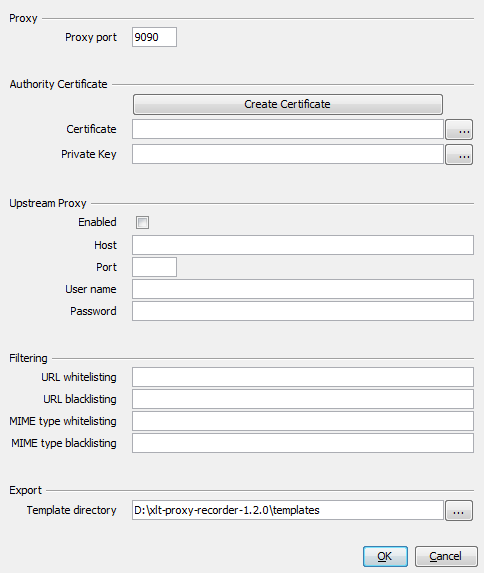 Proxy
Proxy port 9090
Authority Certificate
Create Certificate
Certificate ...
Private Key ...
Upstream Proxy
Enabled
Host
Port
User name
Password
Filtering
URL whitelisting
URL blacklisting
MIME type whitelisting
MIME type blacklisting
Export
Template directory D:\xlt-proxy-recorder-1.2.0\templates ...
OK Cancel